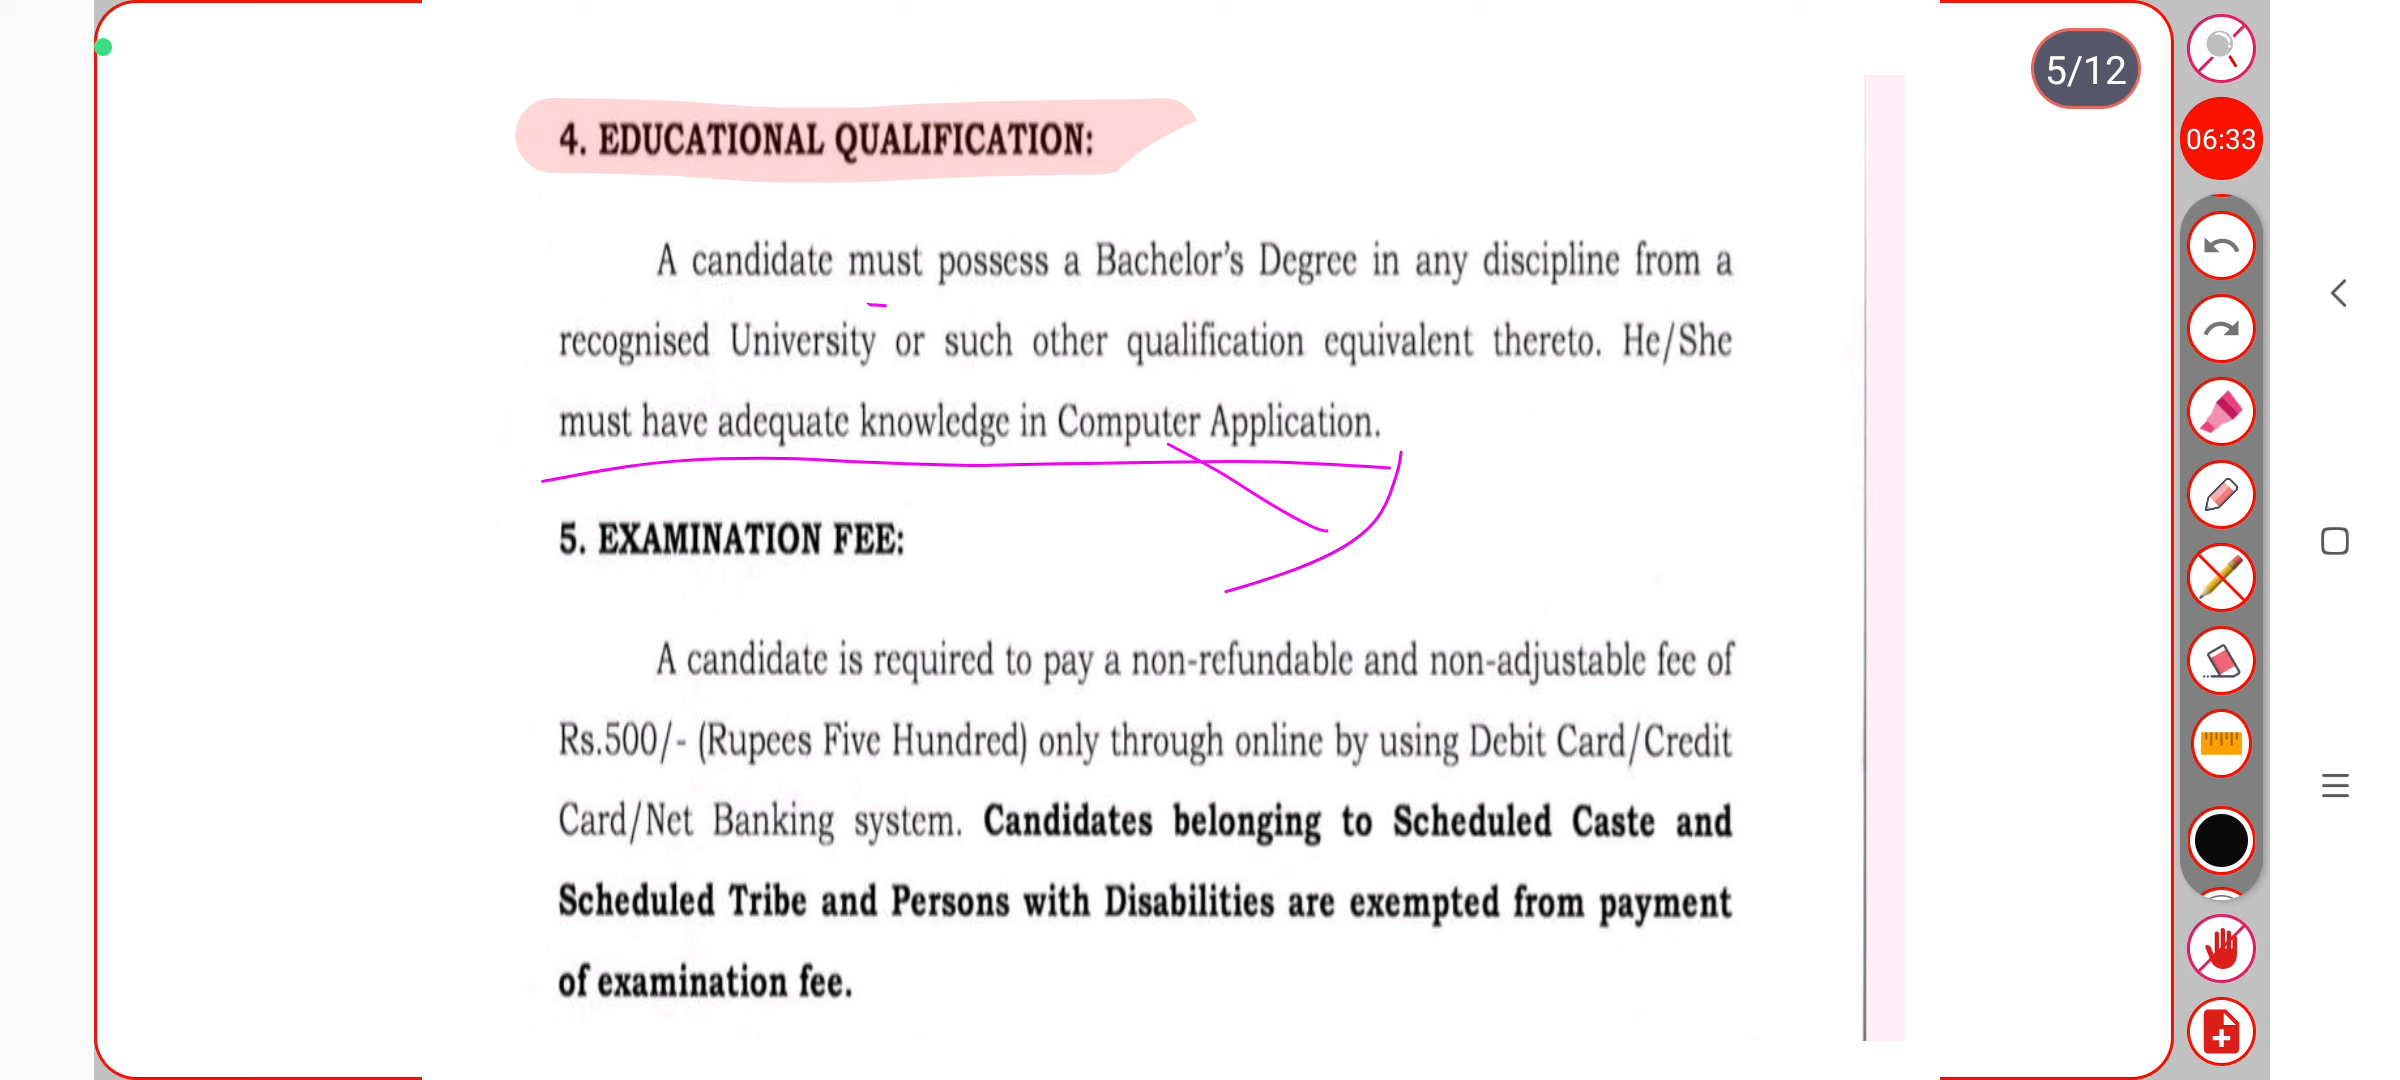 5/12
06:33
4. EDUCATIONAL QUALIFICATION:
A candidate must possess a Bachelor's Degree in any discipline from a
recognised University or such other qualification equivalent thereto. He/She
must have adequate knowledge in Computer Application.
5. EXAMINATION FEE:
A candidate is required to pay a non-refundable and non-adjustable fee of
Rs.500/- (Rupees Five Hundred) only through online by using Debit Card/Credit
Card/Net Banking system. Candidates belonging to Scheduled Caste and
Scheduled Tribe and Persons with Disabilities are exempted from payment
of examination fee.